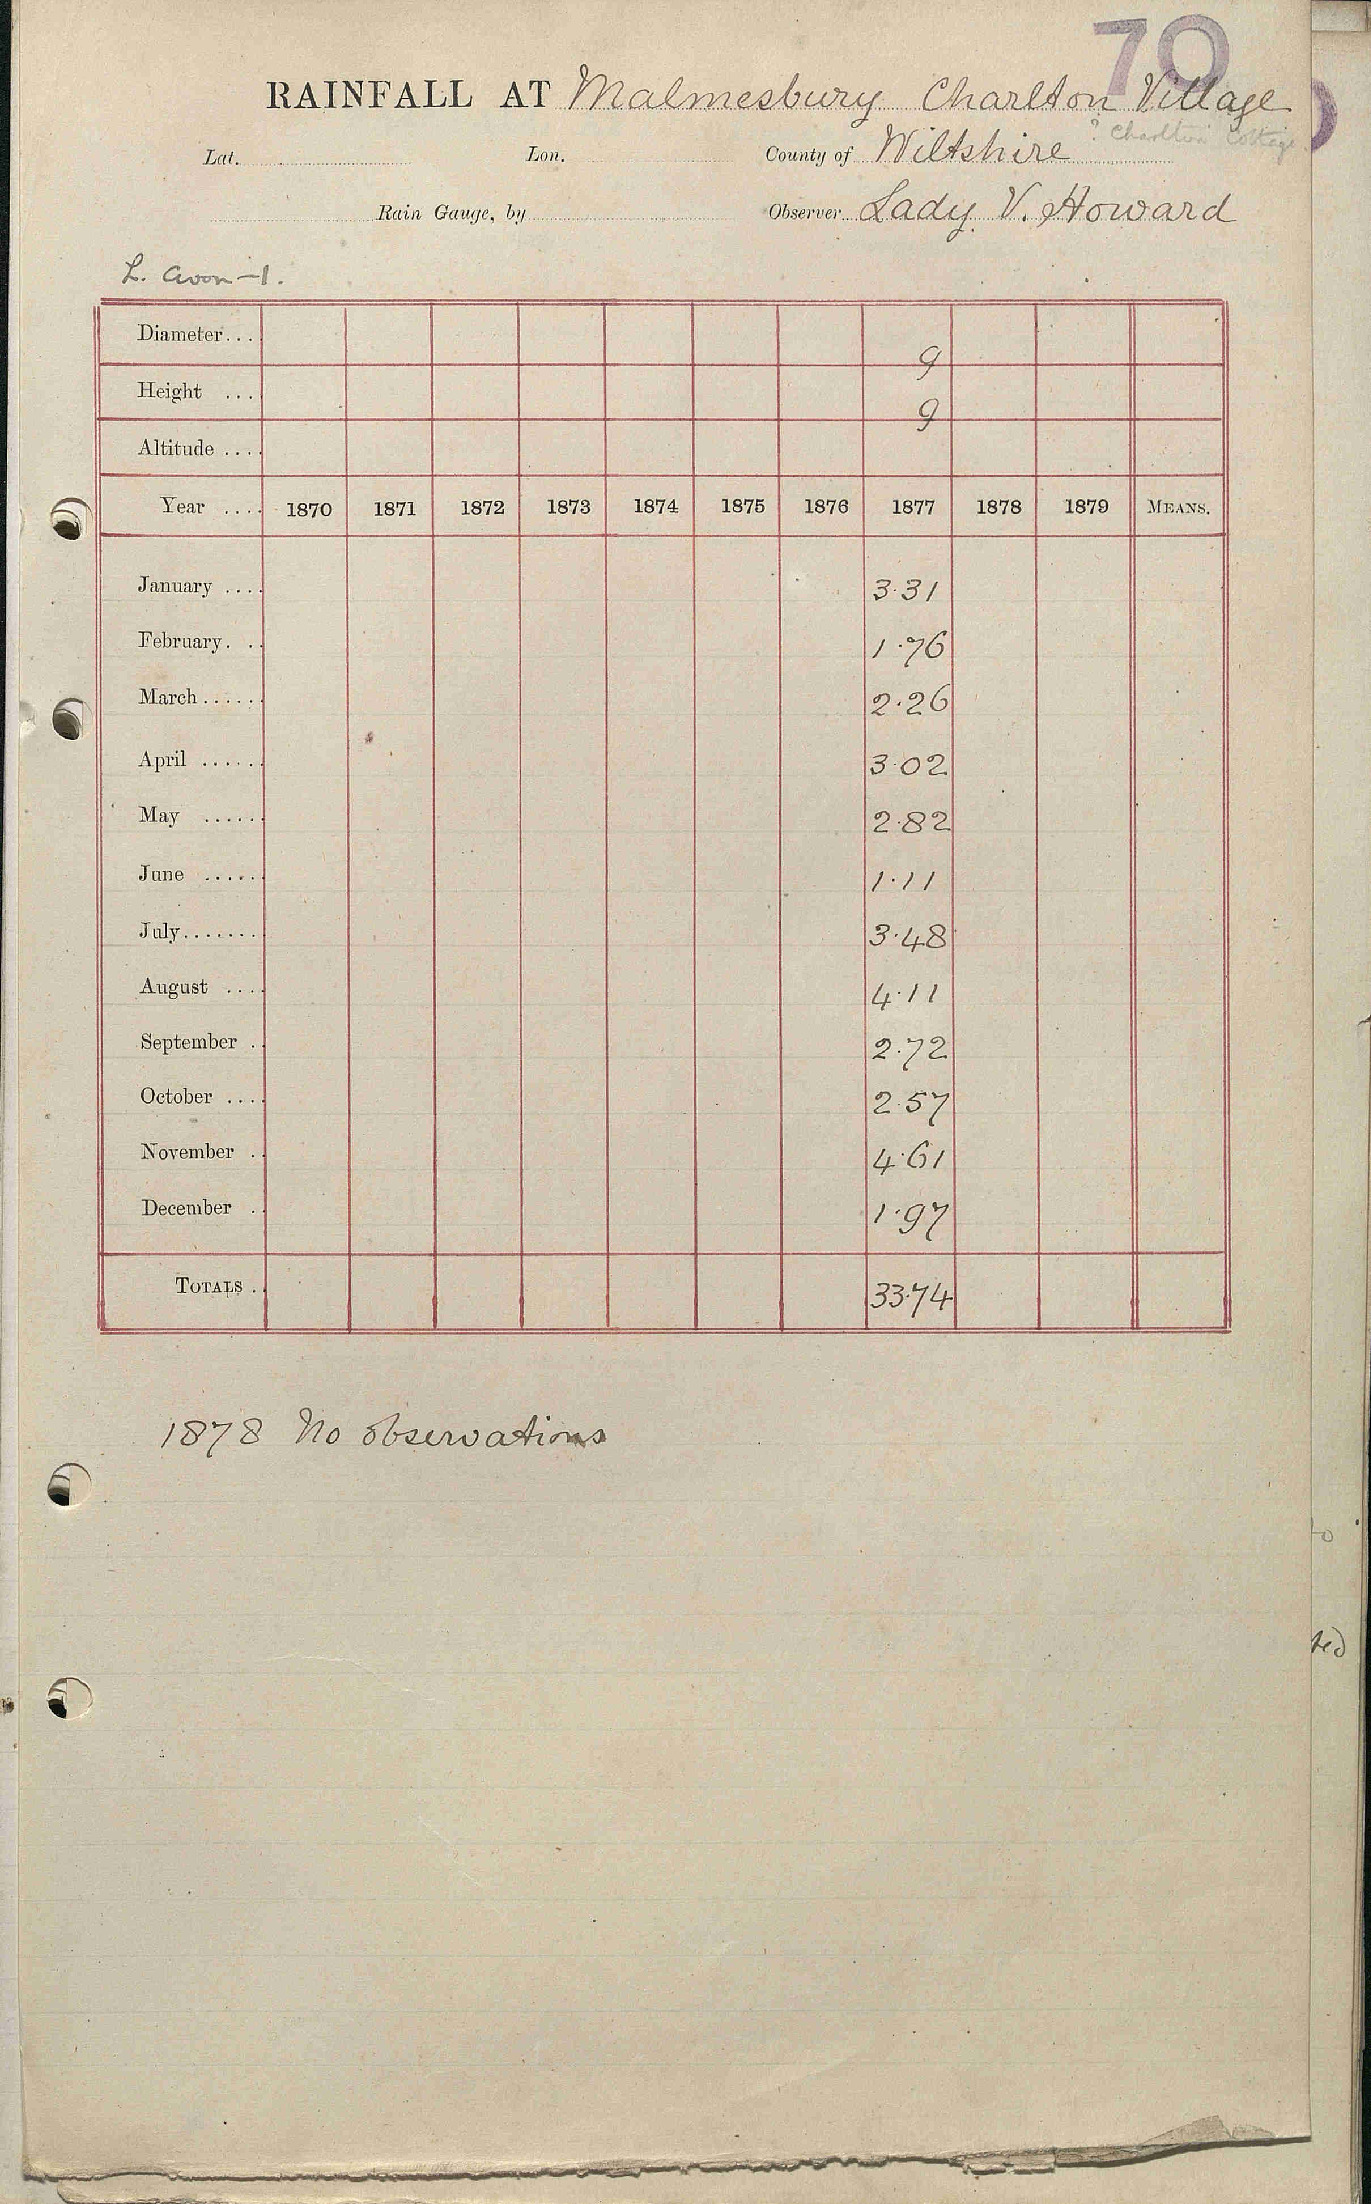 70
RAINFALL AT Malmesbury Charlton Village
? Charlton Cottage
Lat. Lon. County of Wiltshire
Rain Gauge, by Observer Lady V. Howard
L. Avon-1.
Diameter... 9
Height ... 9
Altitude ....
Year .... 1870 1871 1872 1873 1874 1875 1876 1877 1878 1879 MEANS.
January .... 3.31
February. .. 1.76
March...... 2.26
April ...... 3.02
May ...... 2.82
June ...... 1.11
July....... 3.48
August .... 4.11
September . 2.72
October .... 2.57
November .. 4.61
December .. 1.97
TOTALS .. 33.74
1878 No observations